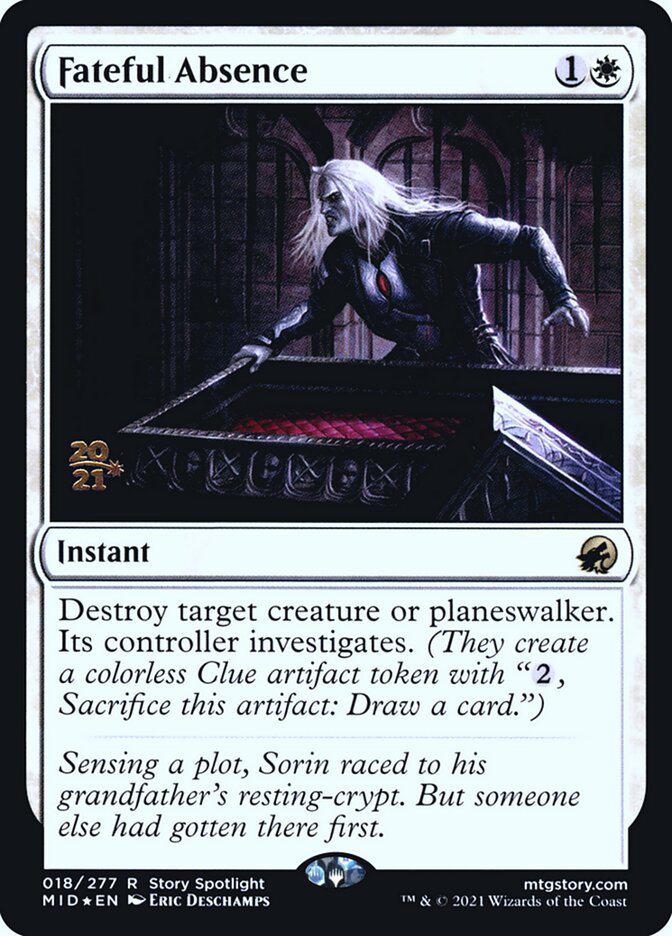 Fateful Absence 1
20
21
Instant
Destroy target creature or planeswalker.
Its controller investigates. (They create
a colorless Clue artifact token with “2,
Sacrifice this artifact: Draw a card.”)
Sensing a plot, Sorin raced to his
grandfather’s resting-crypt. But someone
else had gotten there first.
018/277 R Story Spotlight
MID★EN Eric Deschamps
mtgstory.com
™ & © 2021 Wizards of the Coast